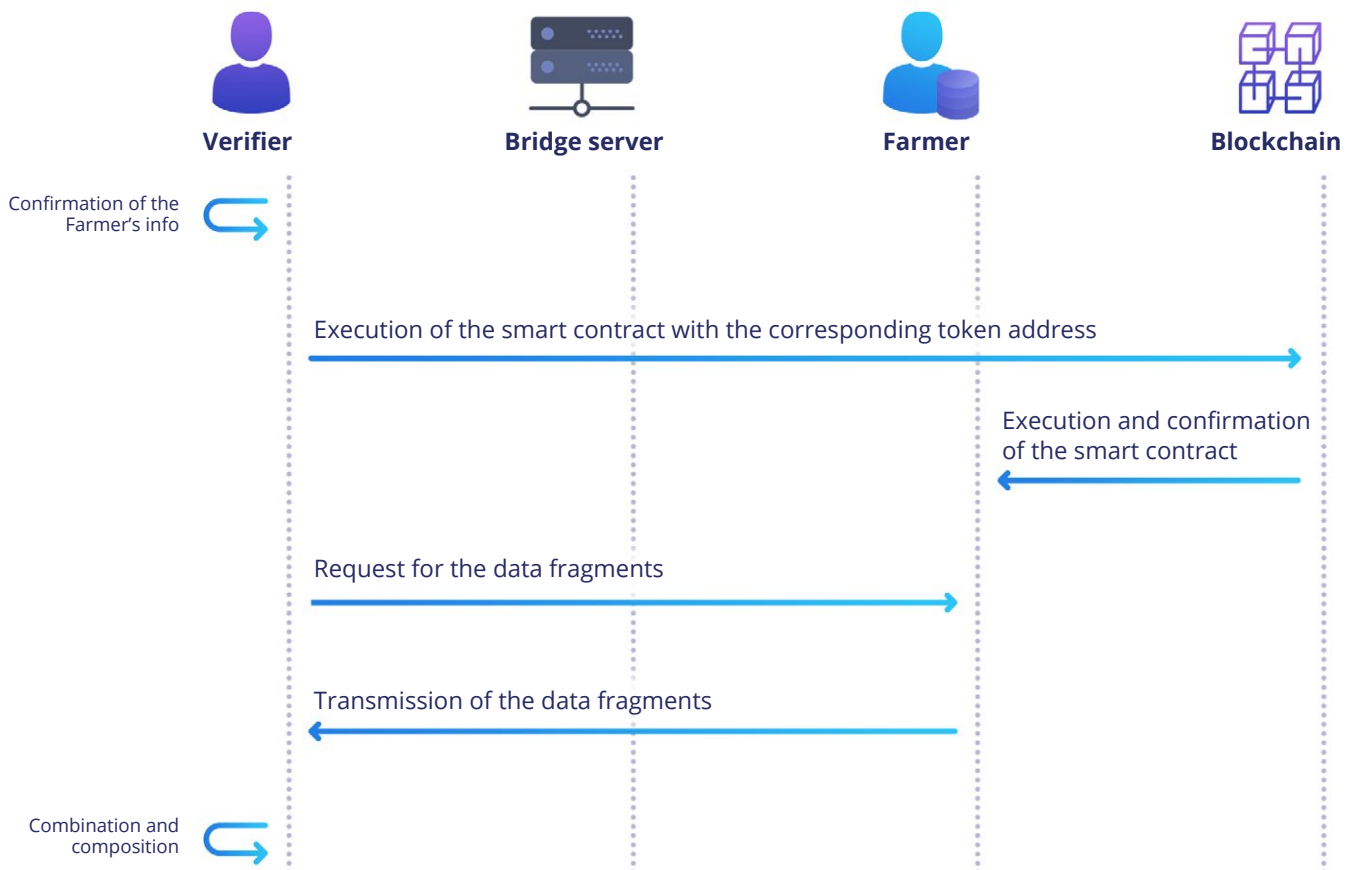 Verifier
Bridge server
Farmer
Blockchain
Confirmation of the
Farmer’s info
Execution of the smart contract with the corresponding token address
Execution and confirmation
of the smart contract
Request for the data fragments
Transmission of the data fragments
Combination and
composition